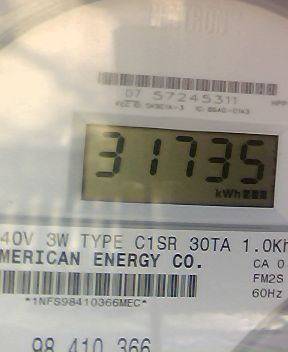 07 57245311
31735
kWh
40V 3W TYPE C1SR 30TA 1.0Kh
MERICAN ENERGY CO.
CA 0
FM2S
60Hz
*1NFS98410366MEC*
98 410 366